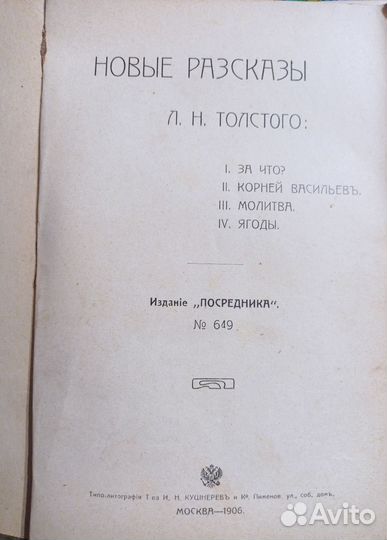 НОВЫЕ РАЗСКАЗЫ
Л. Н. ТОЛСТОГО:
I. ЗА ЧТО?
II. КОРНЕЙ ВАСИЛЬЕВЪ.
III. МОЛИТВА.
IV. ЯГОДЫ.
Изданіе „ПОСРЕДНИКА".
№ 649
Типо-литографія Т-ва И. Н. КУШНЕРЕВЪ и Ко. Пименов. ул., соб. домъ.
МОСКВА—1906.
Avito